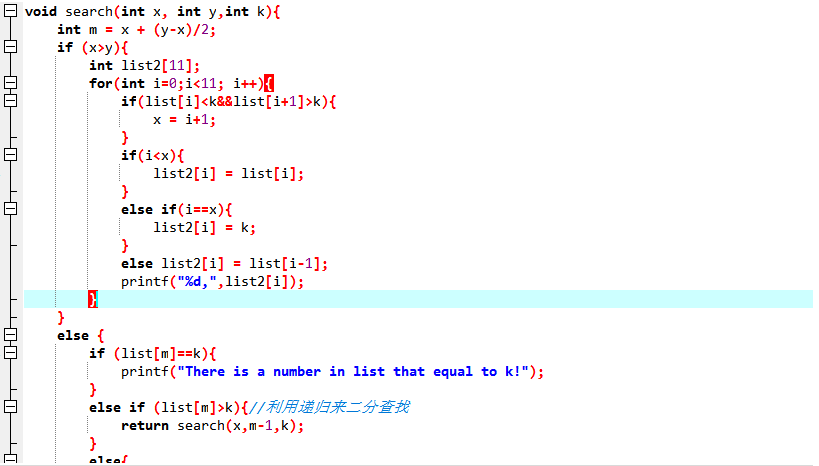 void search(int x, int y,int k){
    int m = x + (y-x)/2;
    if (x>y){
        int list2[11];
        for(int i=0;i<11; i++){
            if(list[i]<k&&list[i+1]>k){
                x = i+1;
            }
            if(i<x){
                list2[i] = list[i];
            }
            else if(i==x){
                list2[i] = k;
            }
            else list2[i] = list[i-1];
            printf("%d,",list2[i]);
        }
    }
    else {
        if (list[m]==k){
            printf("There is a number in list that equal to k!");
        }
        else if (list[m]>k){//利用递归来二分查找
            return search(x,m-1,k);
        }
        else{